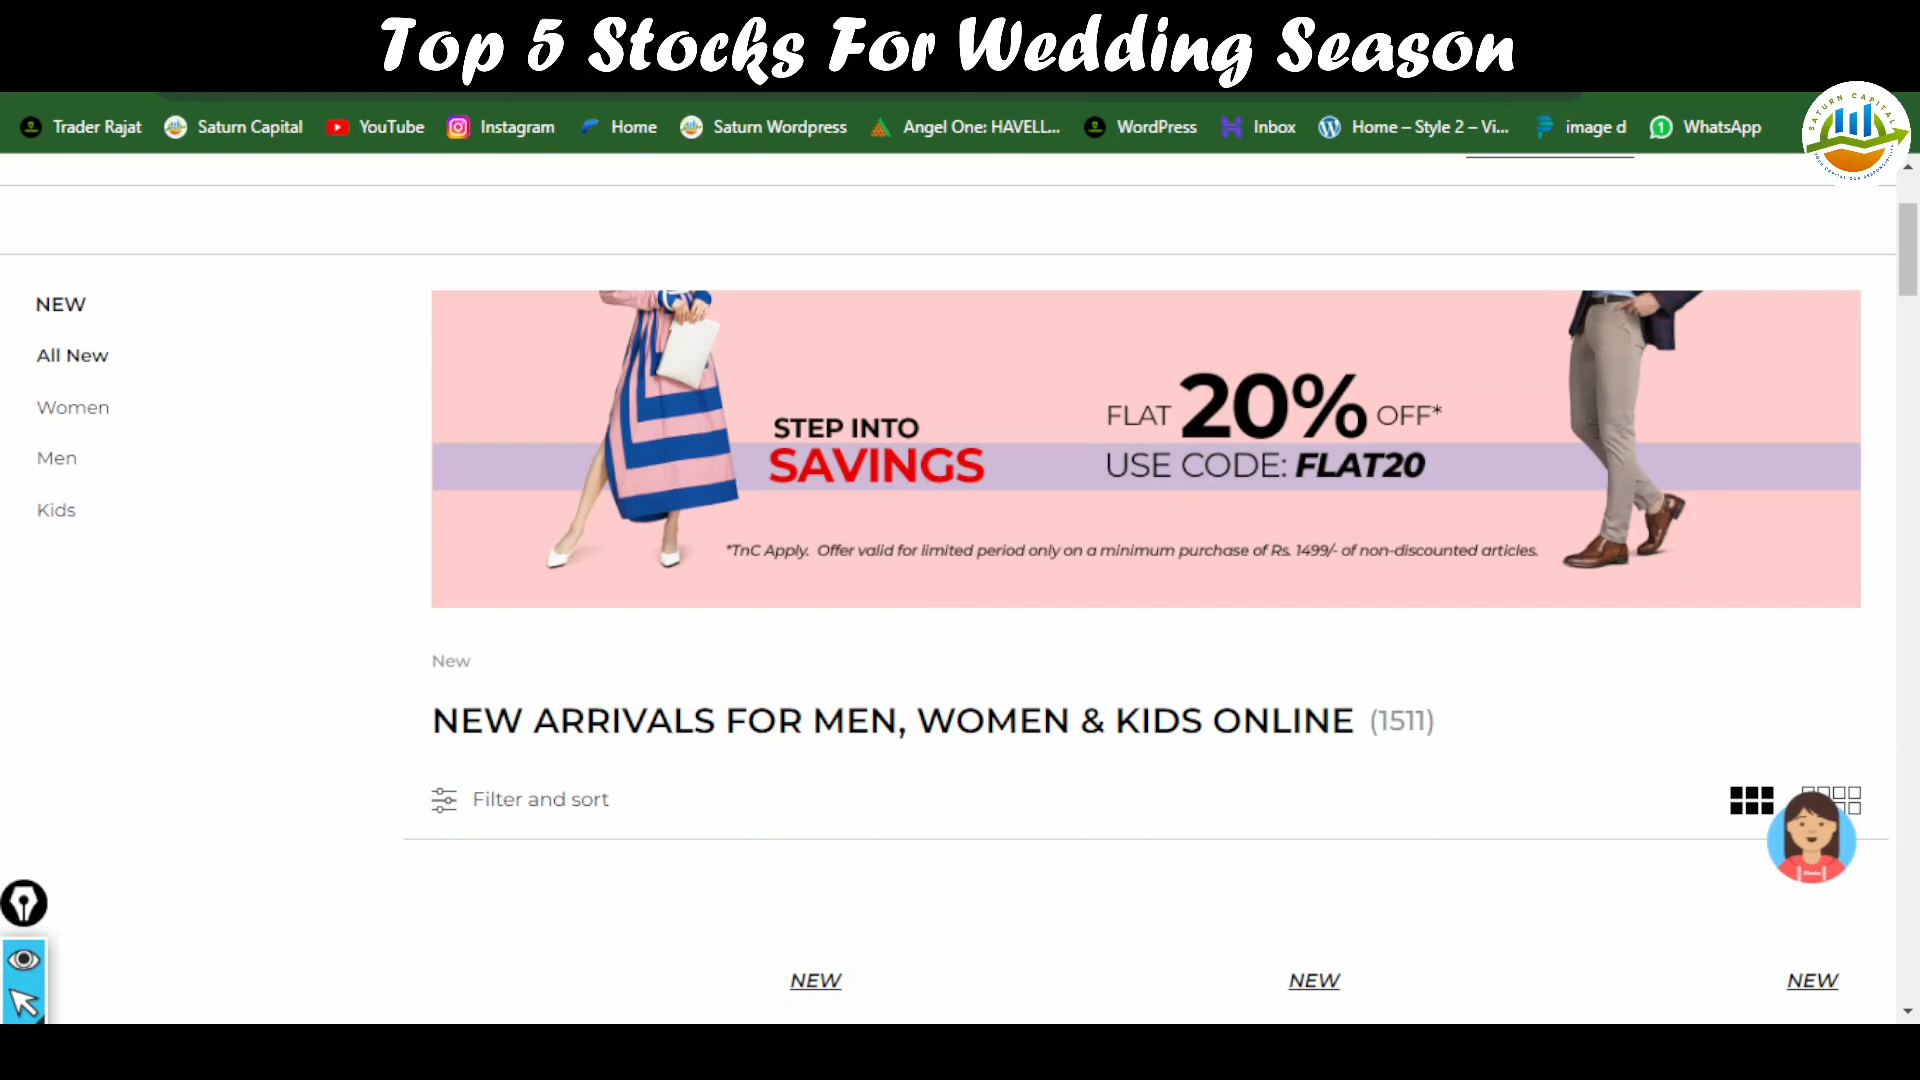 Top 5 Stocks For Wedding Season
Trader Rajat Saturn Capital YouTube Instagram Home Saturn Wordpress Angel One: HAVELL... WordPress Inbox Home – Style 2 – Vi... image d 1 WhatsApp
SATURN CAPITAL
NEW
All New
Women
Men
Kids
STEP INTO
SAVINGS
FLAT 20% OFF*
USE CODE: FLAT20
*TnC Apply. Offer valid for limited period only on a minimum purchase of Rs. 1499/- of non-discounted articles.
New
NEW ARRIVALS FOR MEN, WOMEN & KIDS ONLINE (1511)
Filter and sort
NEW NEW NEW